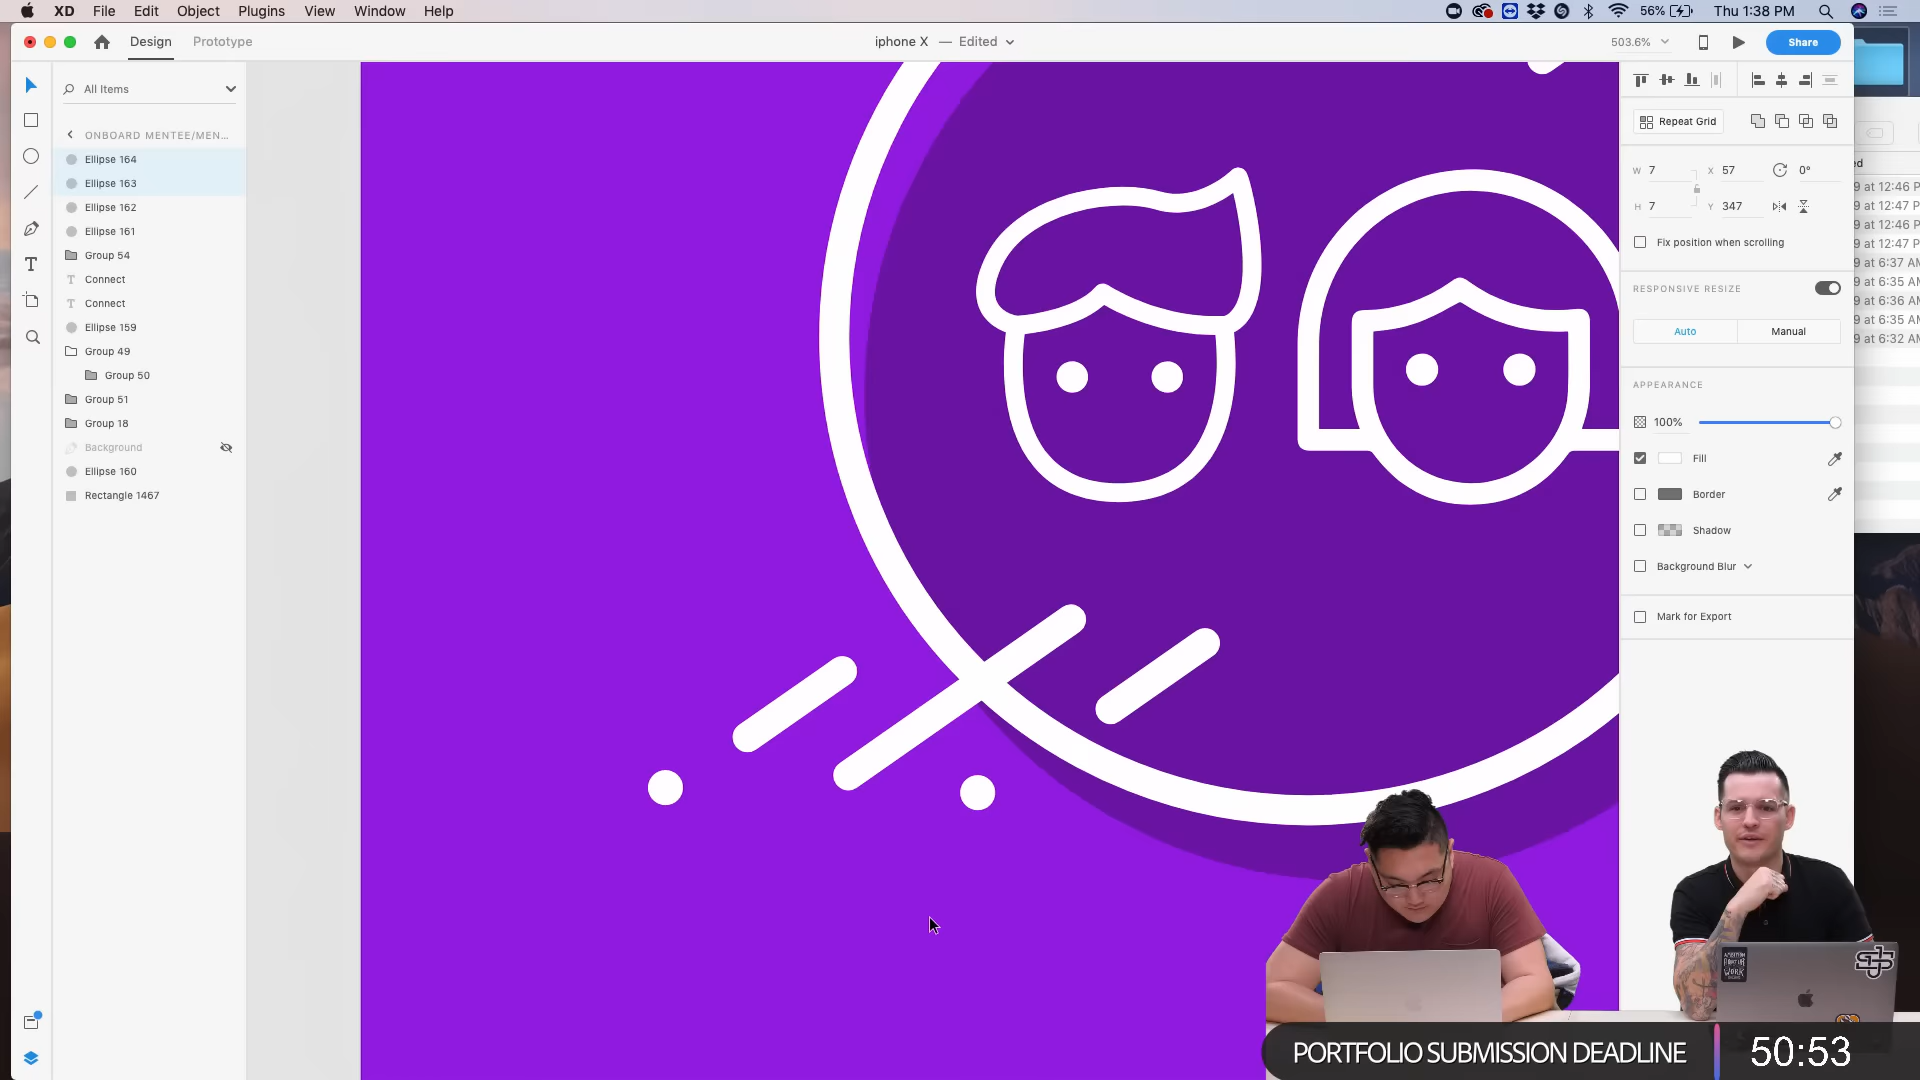 XD File Edit Object Plugins View Window Help
56% Thu 1:38 PM
Design Prototype
iphone X — Edited
503.6%
Share
All Items
ONBOARD MENTEE/MEN...
Ellipse 164
Ellipse 163
Ellipse 162
Ellipse 161
Group 54
Connect
Connect
Ellipse 159
Group 49
Group 50
Group 51
Group 18
Background
Ellipse 160
Rectangle 1467
Repeat Grid
W 7 X 57 0°
H 7 Y 347
Fix position when scrolling
RESPONSIVE RESIZE
Auto Manual
APPEARANCE
100%
Fill
Border
Shadow
Background Blur
Mark for Export
ed
9 at 12:46 P
9 at 12:47 P
9 at 12:46 P
9 at 12:47 P
9 at 6:37 AM
9 at 6:35 AM
9 at 6:36 AM
9 at 6:35 AM
9 at 6:32 AM
PORTFOLIO SUBMISSION DEADLINE 50:53